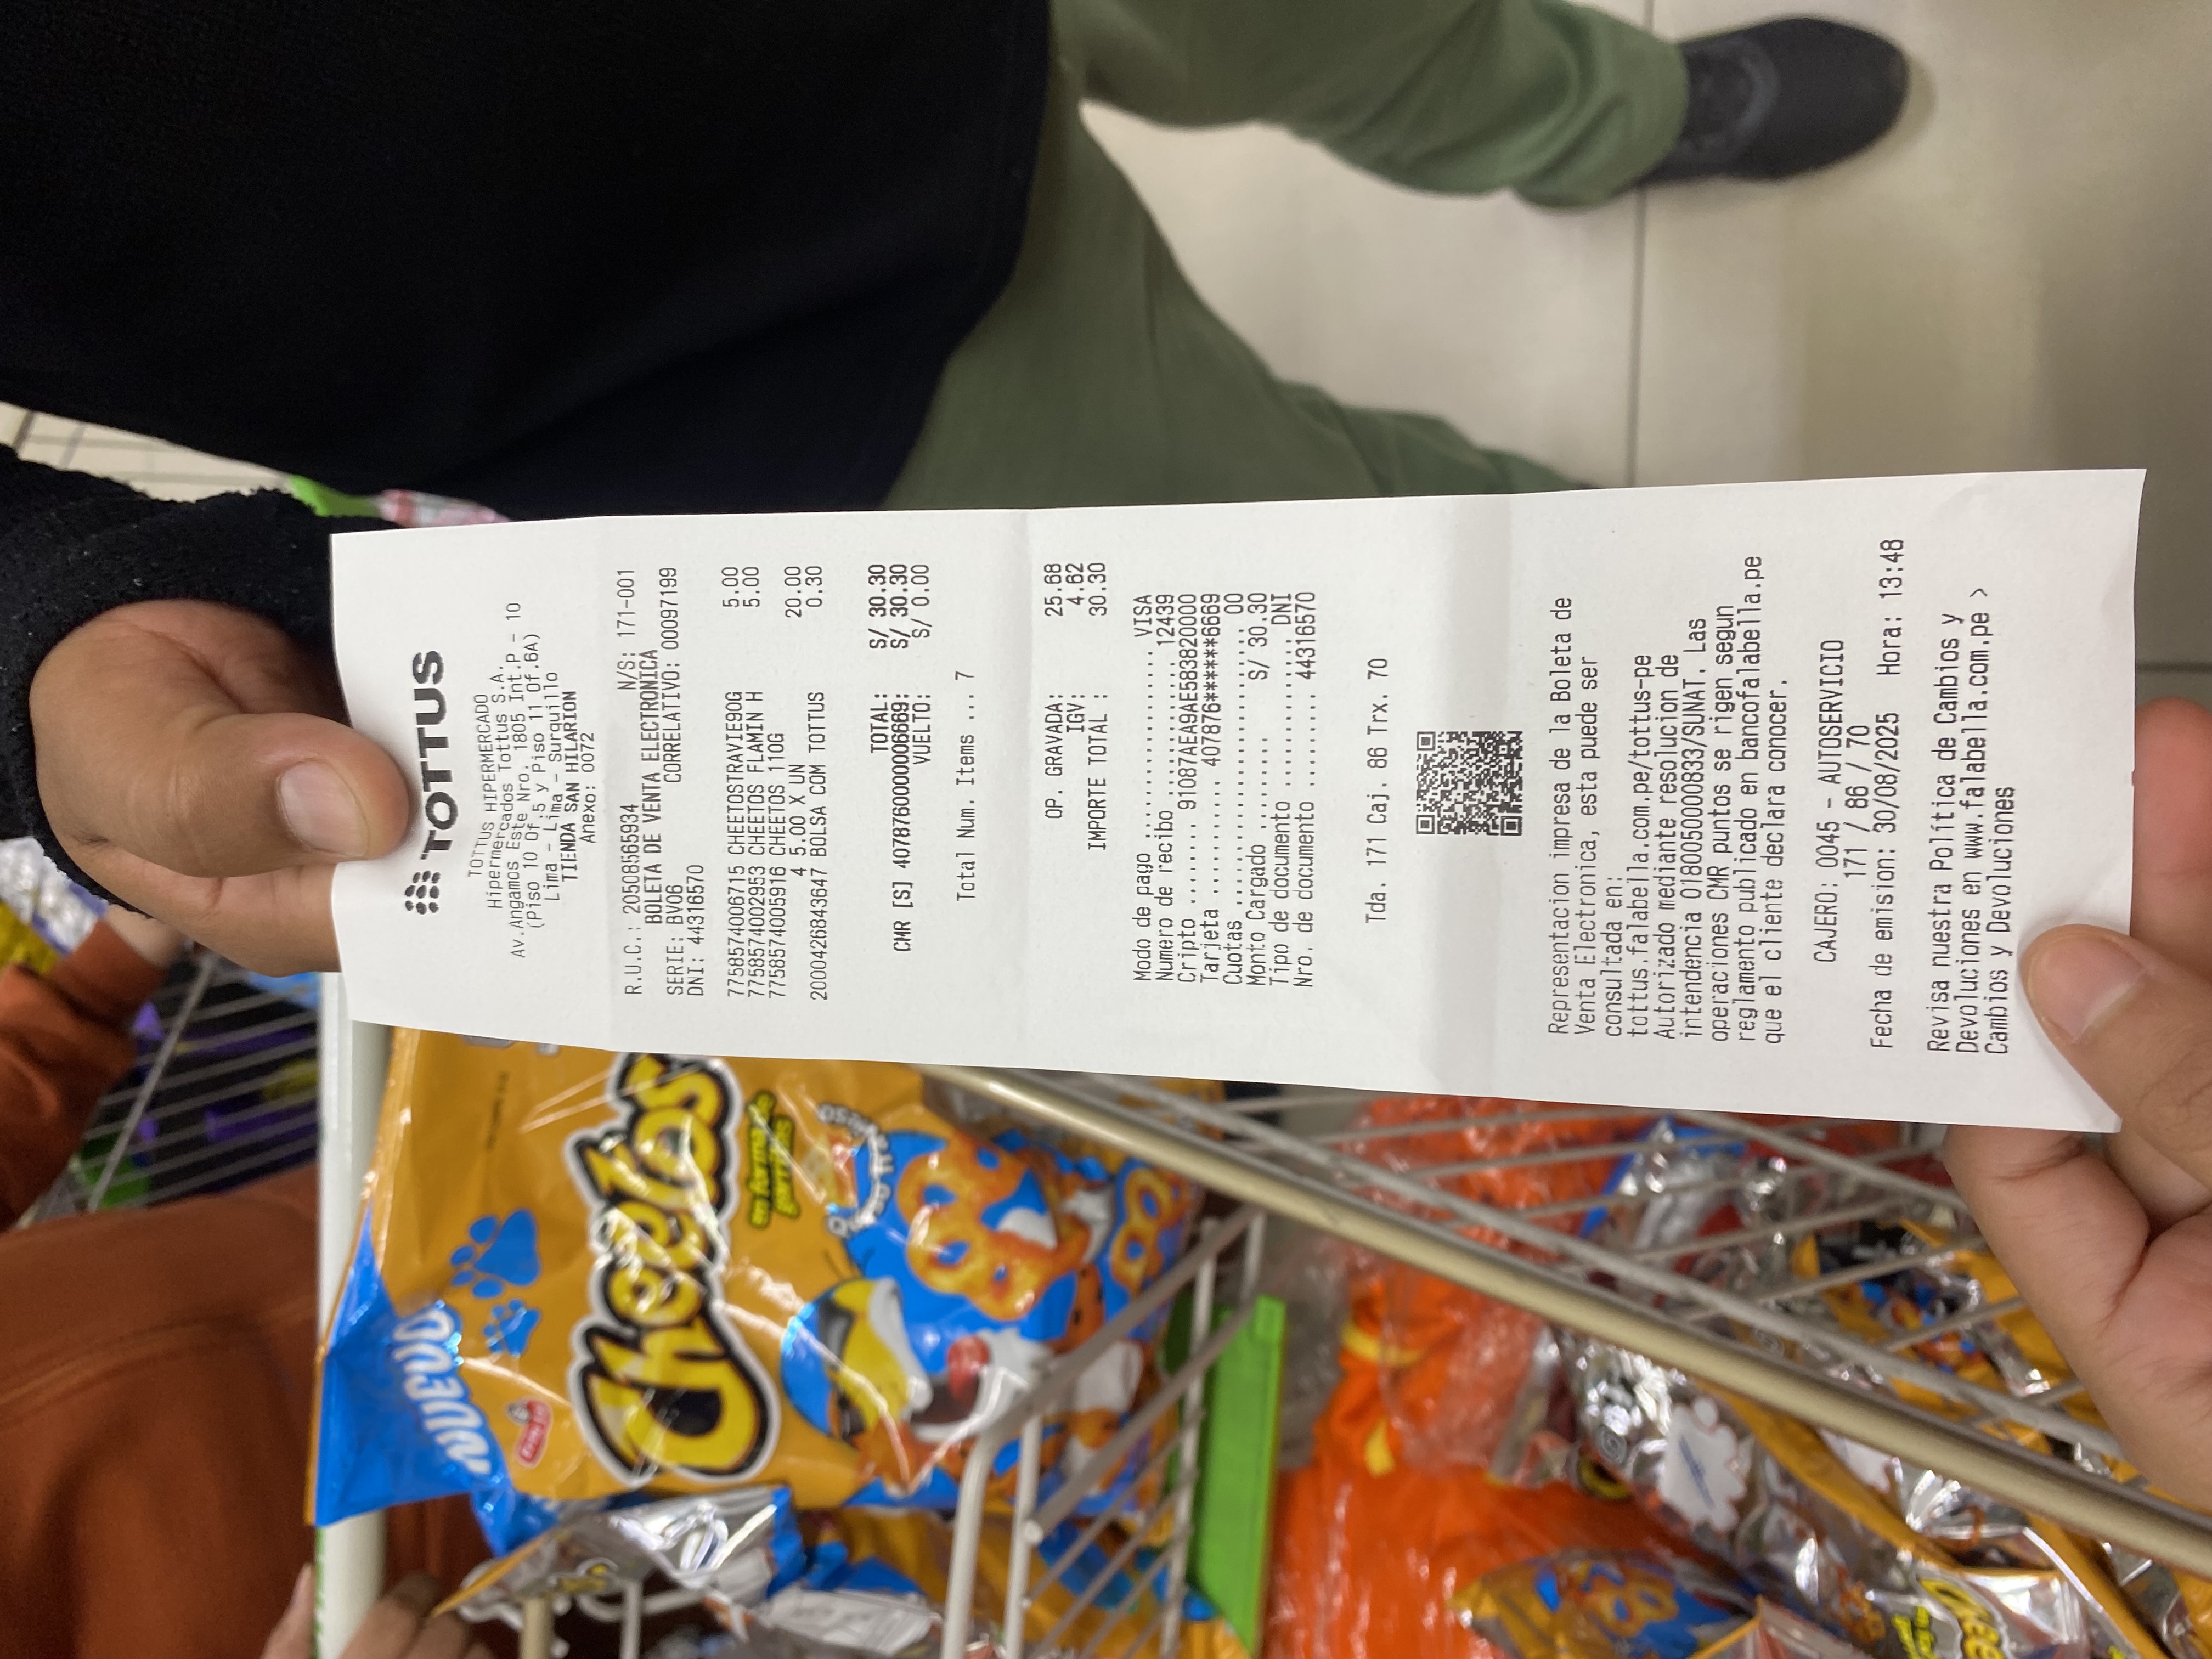 NUEVO
Cheetos
en forma de
garritas
TOTTUS
TOTTUS HIPERMERCADO
Hipermercados Tottus S.A.
Av.Angamos Este Nro. 1805 Int.P - 10
(Piso 10 Of.5 y Piso 11 Of.6A)
Lima - Lima - Surquillo
TIENDA SAN HILARION
Anexo: 0072
R.U.C.: 20508565934 N/S: 171-001
BOLETA DE VENTA ELECTRONICA
SERIE: BV06 CORRELATIVO: 00097199
DNI: 44316570
7758574006715 CHEETOSTRAVIE90G 5.00
7758574002953 CHEETOS FLAMIN H 5.00
7758574005916 CHEETOS 110G
4 5.00 X UN 20.00
2000426843647 BOLSA COM TOTTUS 0.30
TOTAL: S/ 30.30
CMR [S] 4078760000006669: S/ 30.30
VUELTO: S/ 0.00
Total Num. Items ... 7
OP. GRAVADA: 25.68
IGV: 4.62
IMPORTE TOTAL : 30.30
Modo de pago .................. VISA
Numero de recibo ............. 12439
Cripto ........ 91087AEA9AE583820000
Tarjeta ........... 407876******6669
Cuotas .......................... 00
Monto Cargado ......... S/ 30.30
Tipo de documento .............. DNI
Nro. de documento ......... 44316570
Tda. 171 Caj. 86 Trx. 70
Representacion impresa de la Boleta de
Venta Electronica, esta puede ser
consultada en:
tottus.falabella.com.pe/tottus-pe
Autorizado mediante resolucion de
intendencia 0180050000833/SUNAT. Las
operaciones CMR puntos se rigen segun
reglamento publicado en bancofalabella.pe
que el cliente declara conocer.
CAJERO: 0045 - AUTOSERVICIO
171 / 86 / 70
Fecha de emision: 30/08/2025 Hora: 13:48
Revisa nuestra Política de Cambios y
Devoluciones en www.falabella.com.pe >
Cambios y Devoluciones